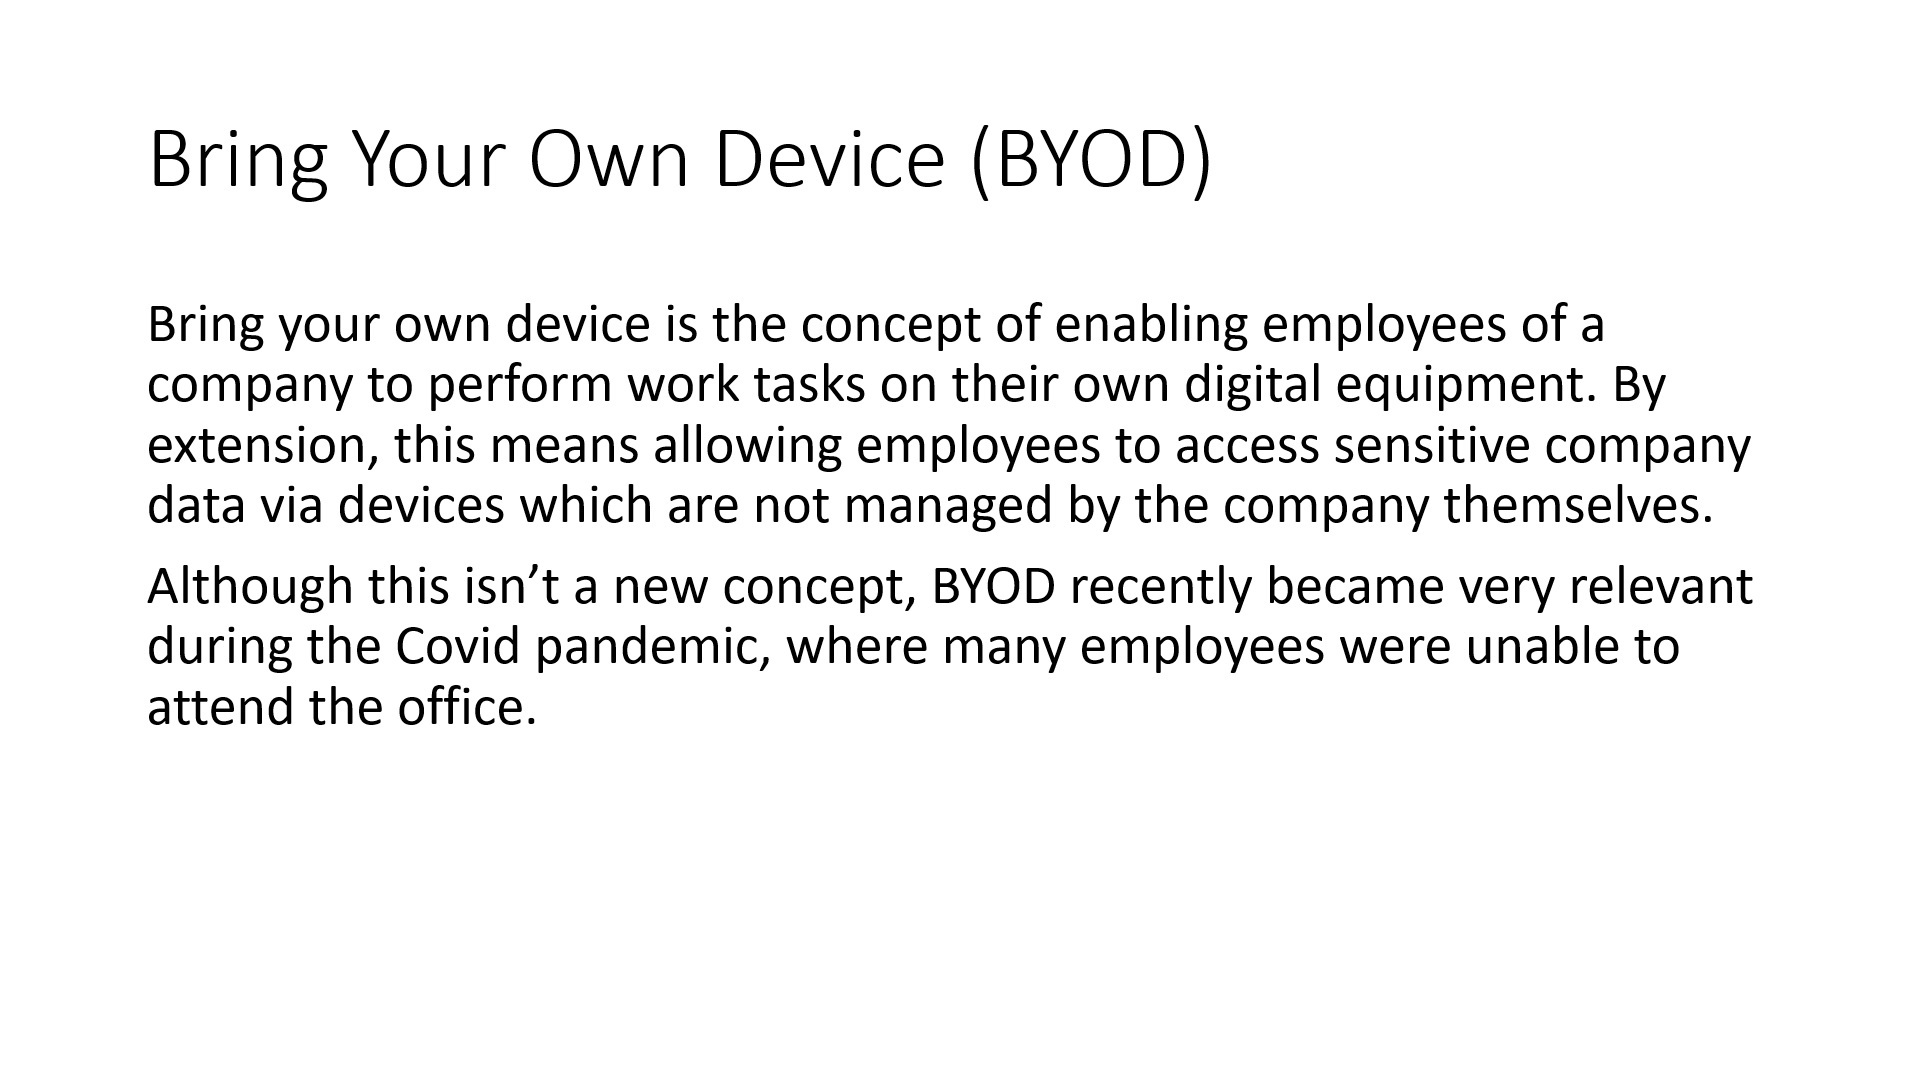 Bring Your Own Device (BYOD)
Bring your own device is the concept of enabling employees of a
company to perform work tasks on their own digital equipment. By
extension, this means allowing employees to access sensitive company
data via devices which are not managed by the company themselves.
Although this isn’t a new concept, BYOD recently became very relevant
during the Covid pandemic, where many employees were unable to
attend the office.